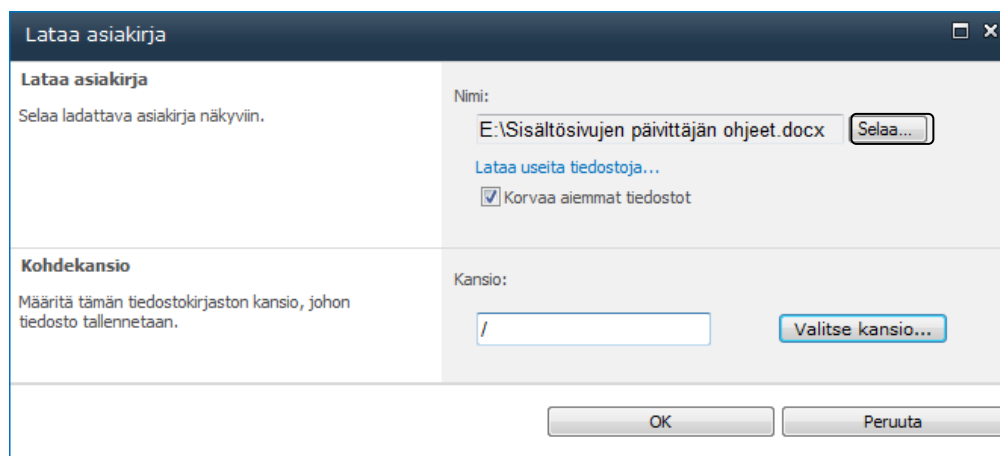 Lataa asiakirja
Lataa asiakirja
Selaa ladattava asiakirja näkyviin.
Nimi:
E:\Sisältösivujen päivittäjän ohjeet.docx
Selaa...
Lataa useita tiedostoja...
Korvaa aiemmat tiedostot
Kohdekansio
Määritä tämän tiedostokirjaston kansio, johon
tiedosto tallennetaan.
Kansio:
/
Valitse kansio...
OK
Peruuta